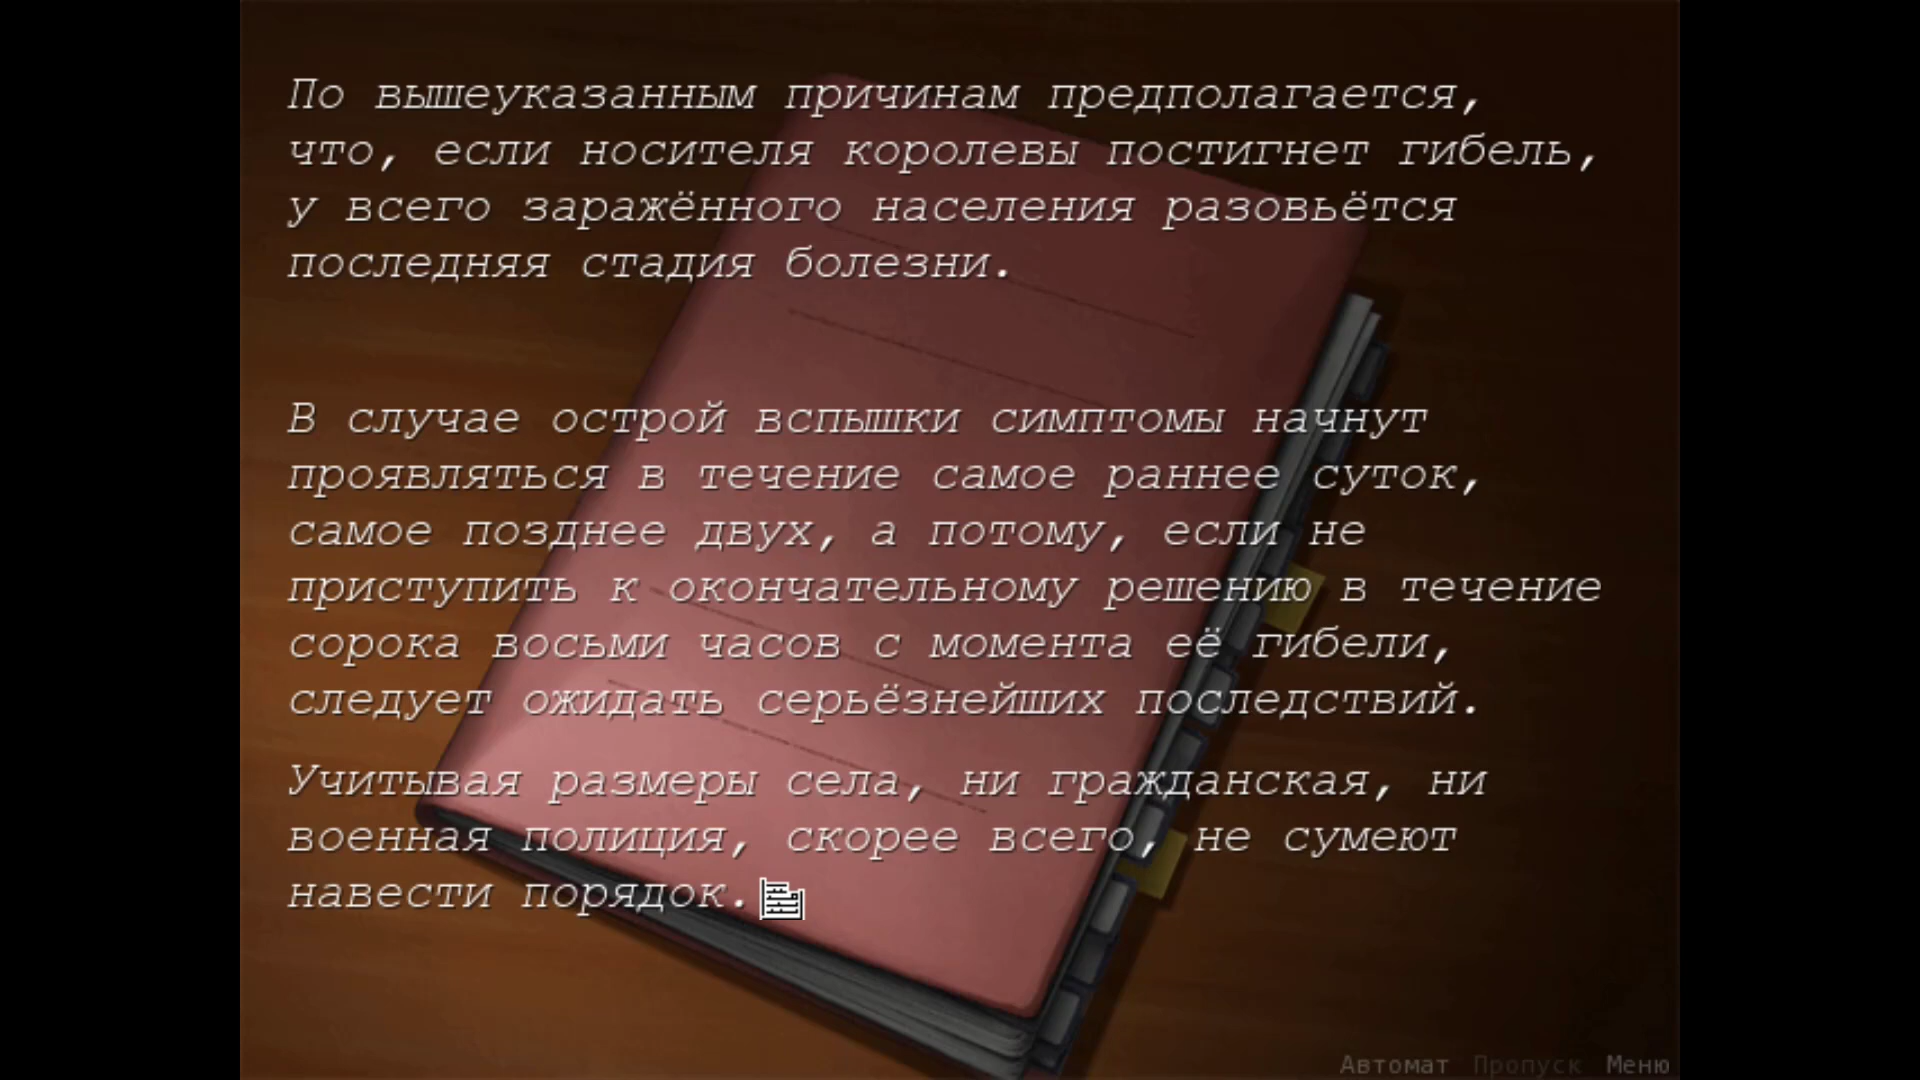 По вышеуказанным причинам предполагается,
что, если носителя королевы постигнет гибель,
у всего заражённого населения разовьётся
последняя стадия болезни.
В случае острой вспышки симптомы начнут
проявляться в течение самое раннее суток,
самое позднее двух, а потому, если не
приступить к окончательному решению в течение
сорока восьми часов с момента её гибели,
следует ожидать серьёзнейших последствий.
Учитывая размеры села, ни гражданская, ни
военная полиция, скорее всего, не сумеют
навести порядок.
Автомат Пропуск Меню